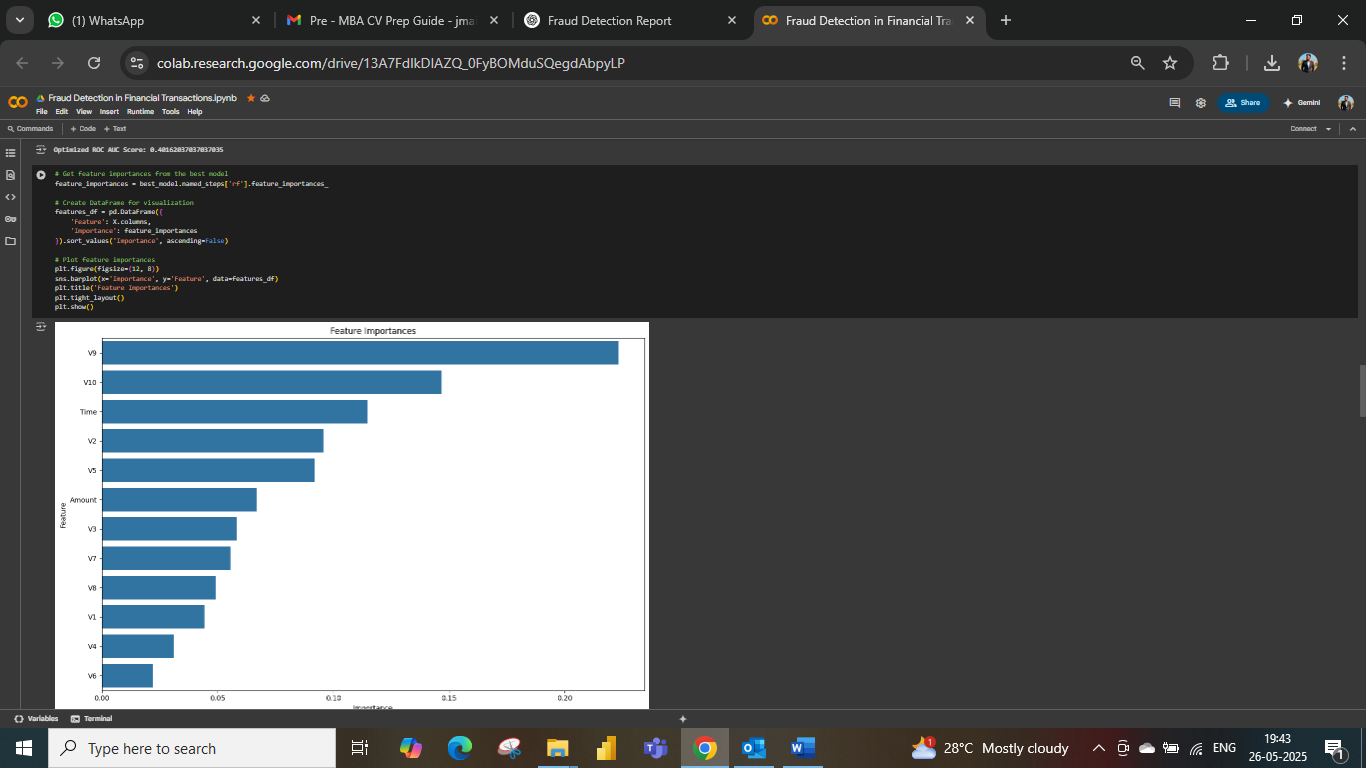 (1) WhatsApp
Pre - MBA CV Prep Guide - jma
Fraud Detection Report
Fraud Detection in Financial Tra
colab.research.google.com/drive/13A7FdIkDIAZQ_0FyBOMduSQegdAbpyLP
Fraud Detection in Financial Transactions.ipynb
File Edit View Insert Runtime Tools Help
Share
Gemini
Commands + Code + Text
Connect
Optimized ROC AUC Score: 0.40162037037037035
# Get feature importances from the best model
feature_importances = best_model.named_steps['rf'].feature_importances_
# Create DataFrame for visualization
features_df = pd.DataFrame({
'Feature': X.columns,
'Importance': feature_importances
}).sort_values('Importance', ascending=False)
# Plot feature importances
plt.figure(figsize=(12, 8))
sns.barplot(x='Importance', y='Feature', data=features_df)
plt.title('Feature Importances')
plt.tight_layout()
plt.show()
Feature Importances
V9
V10
Time
V2
V5
Amount
V3
V7
V8
V1
V4
V6
Feature
0.00 0.05 0.10 0.15 0.20
Importance
Variables Terminal
Type here to search
1
28°C Mostly cloudy
ENG
19:43
26-05-2025
1